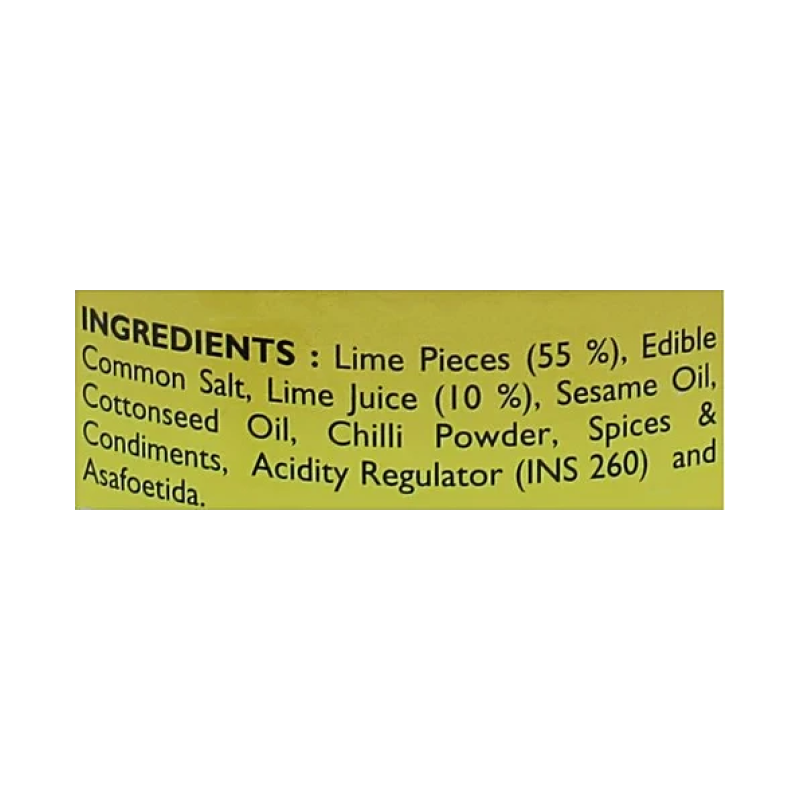 INGREDIENTS : Lime Pieces (55 %), Edible
Common Salt, Lime Juice (10 %), Sesame Oil,
Cottonseed Oil, Chilli Powder, Spices &
Condiments, Acidity Regulator (INS 260) and
Asafoetida.